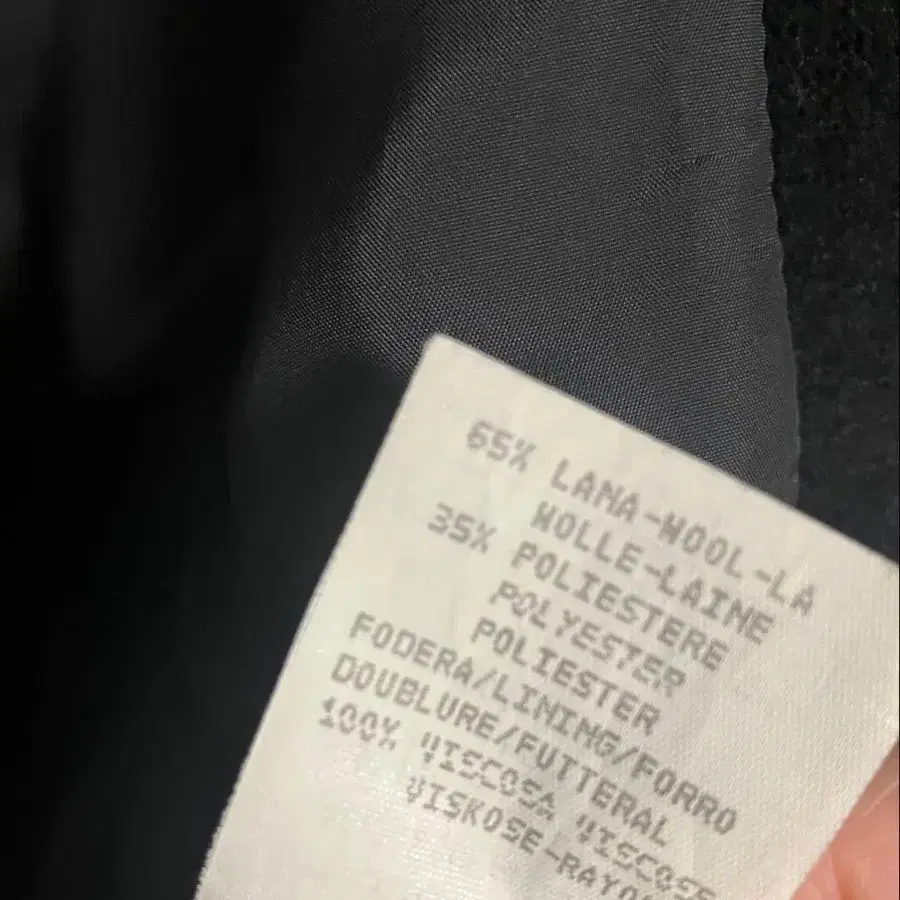 65% LANA-WOOL-LA
WOLLE-LAINE
35% POLIESTERE
POLYESTER
POLIESTER
FODERA/LINING/FORRO
DOUBLURE/FUTTERAL
100% VISCOSA VISCOSE
VISKOSE-RAYO